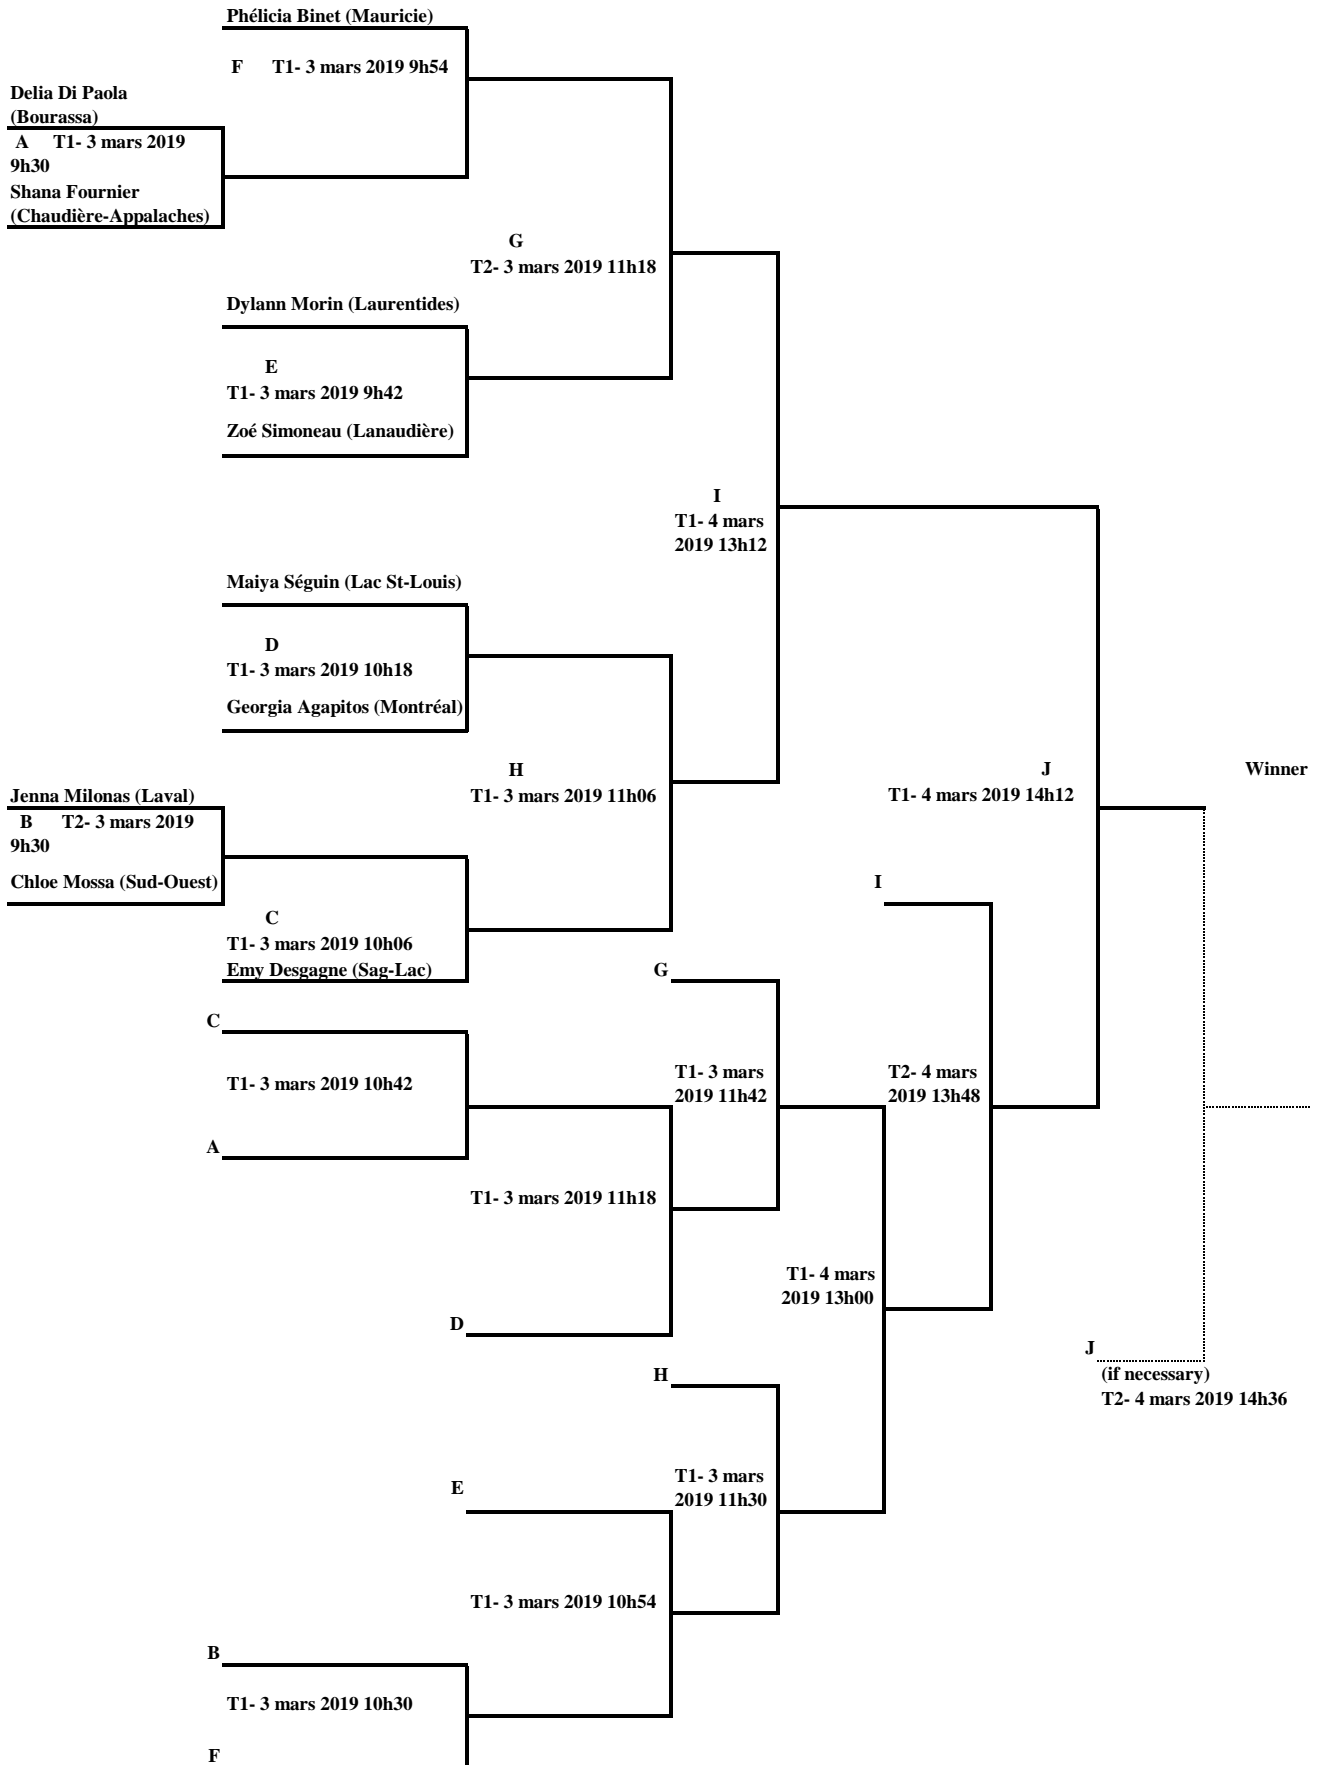 Phélicia Binet (Mauricie)
F T1- 3 mars 2019 9h54
Delia Di Paola
(Bourassa)
A T1- 3 mars 2019
9h30
Shana Fournier
(Chaudière-Appalaches)
G
T2- 3 mars 2019 11h18
Dylann Morin (Laurentides)
E
T1- 3 mars 2019 9h42
Zoé Simoneau (Lanaudière)
I
T1- 4 mars
2019 13h12
Maiya Séguin (Lac St-Louis)
D
T1- 3 mars 2019 10h18
Georgia Agapitos (Montréal)
H
T1- 3 mars 2019 11h06
J
T1- 4 mars 2019 14h12
Winner
Jenna Milonas (Laval)
B T2- 3 mars 2019
9h30
Chloe Mossa (Sud-Ouest)
I
C
T1- 3 mars 2019 10h06
Emy Desgagne (Sag-Lac)
G
C
T1- 3 mars 2019 10h42
T1- 3 mars
2019 11h42
T2- 4 mars
2019 13h48
A
T1- 3 mars 2019 11h18
T1- 4 mars
2019 13h00
D
J
(if necessary)
T2- 4 mars 2019 14h36
H
E
T1- 3 mars
2019 11h30
T1- 3 mars 2019 10h54
B
T1- 3 mars 2019 10h30
F